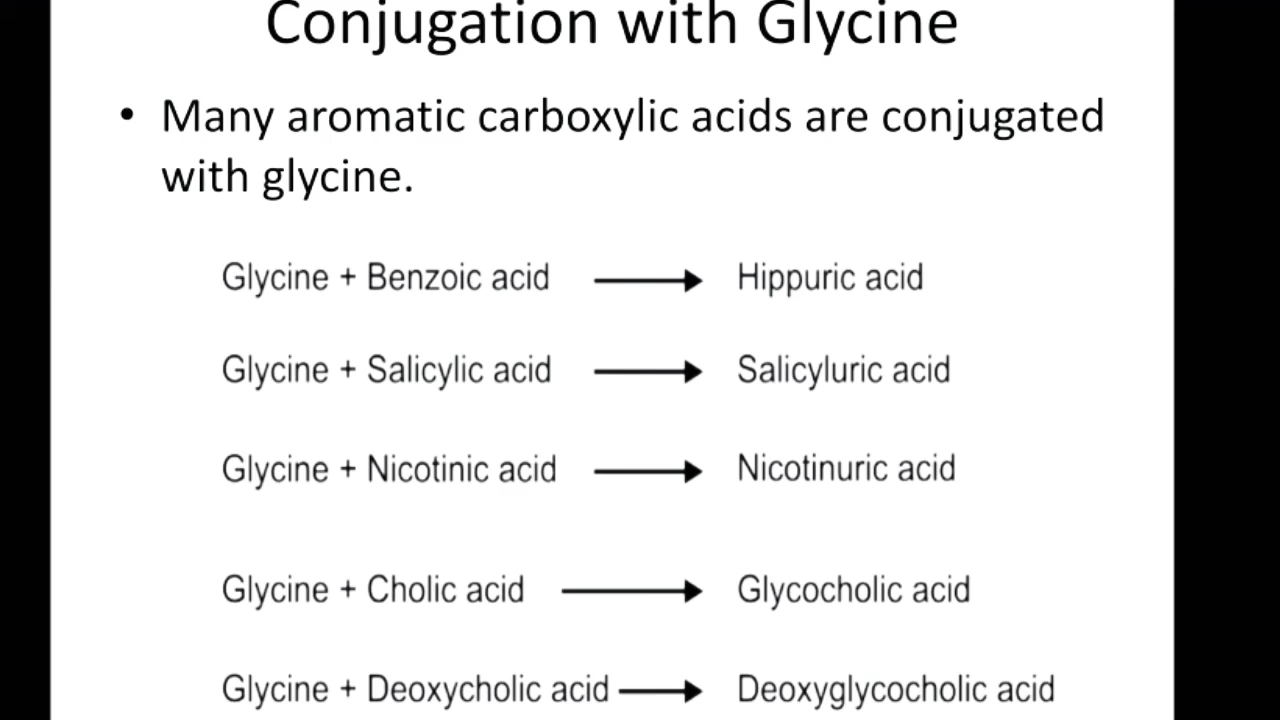 Conjugation with Glycine
• Many aromatic carboxylic acids are conjugated
with glycine.
Glycine + Benzoic acid → Hippuric acid
Glycine + Salicylic acid → Salicyluric acid
Glycine + Nicotinic acid → Nicotinuric acid
Glycine + Cholic acid → Glycocholic acid
Glycine + Deoxycholic acid → Deoxyglycocholic acid